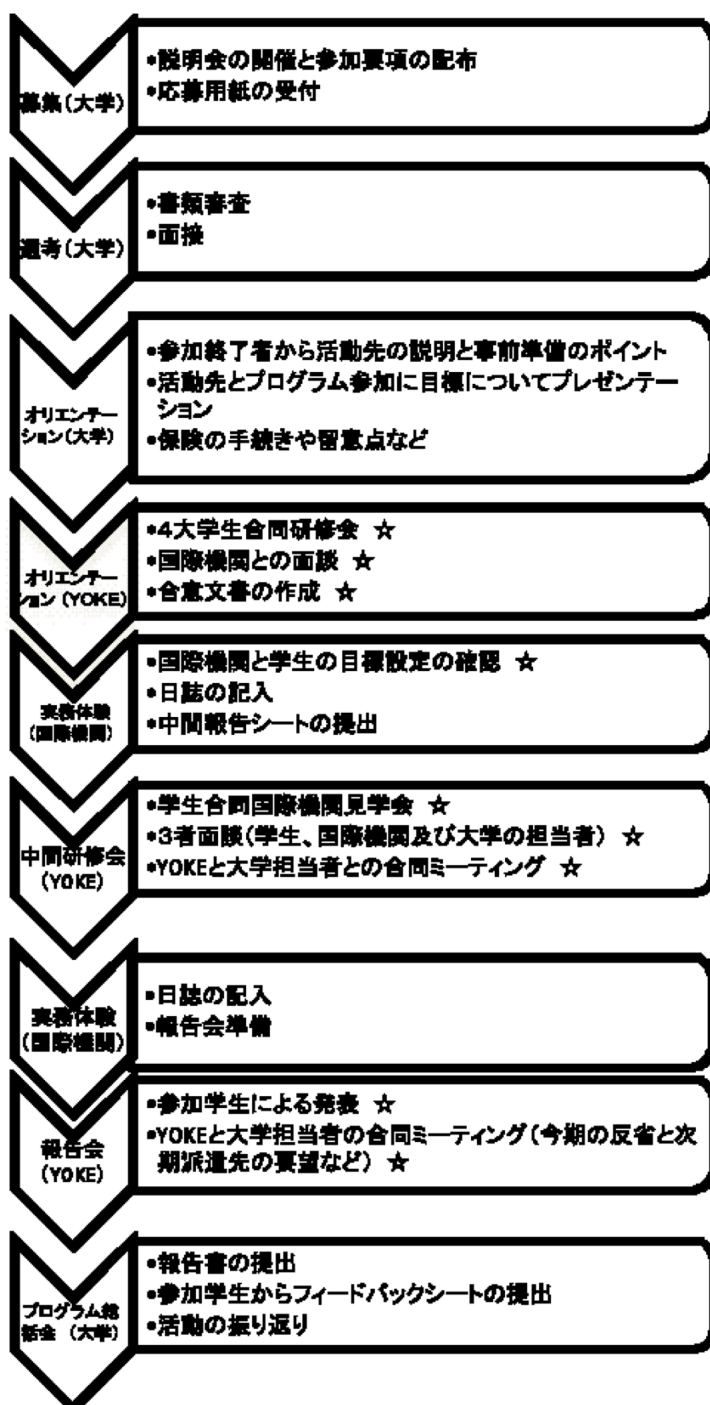 募集（大学）
•説明会の開催と参加要項の配布
•応募用紙の受付
選考（大学）
•書類審査
•面接
オリエンテー
ション（大学）
•参加終了者から活動先の説明と事前準備のポイント
•活動先とプログラム参加に目標についてプレゼンテー
ション
•保険の手続きや留意点など
オリエンテー
ション（YOKE）
•４大学生合同研修会 ☆
•国際機関との面談 ☆
•合意文書の作成 ☆
実務体験
（国際機関）
•国際機関と学生の目標設定の確認 ☆
•日誌の記入
•中間報告シートの提出
中間研修会
（YOKE）
•学生合同国際機関見学会 ☆
•３者面談（学生、国際機関及び大学の担当者） ☆
•YOKEと大学担当者との合同ミーティング ☆
実務体験
（国際機関）
•日誌の記入
•報告会準備
報告会
（YOKE）
•参加学生による発表 ☆
•YOKEと大学担当者の合同ミーティング（今期の反省と次
期派遣先の要望など） ☆
プログラム総
括会 （大学）
•報告書の提出
•参加学生からフィードバックシートの提出
•活動の振り返り